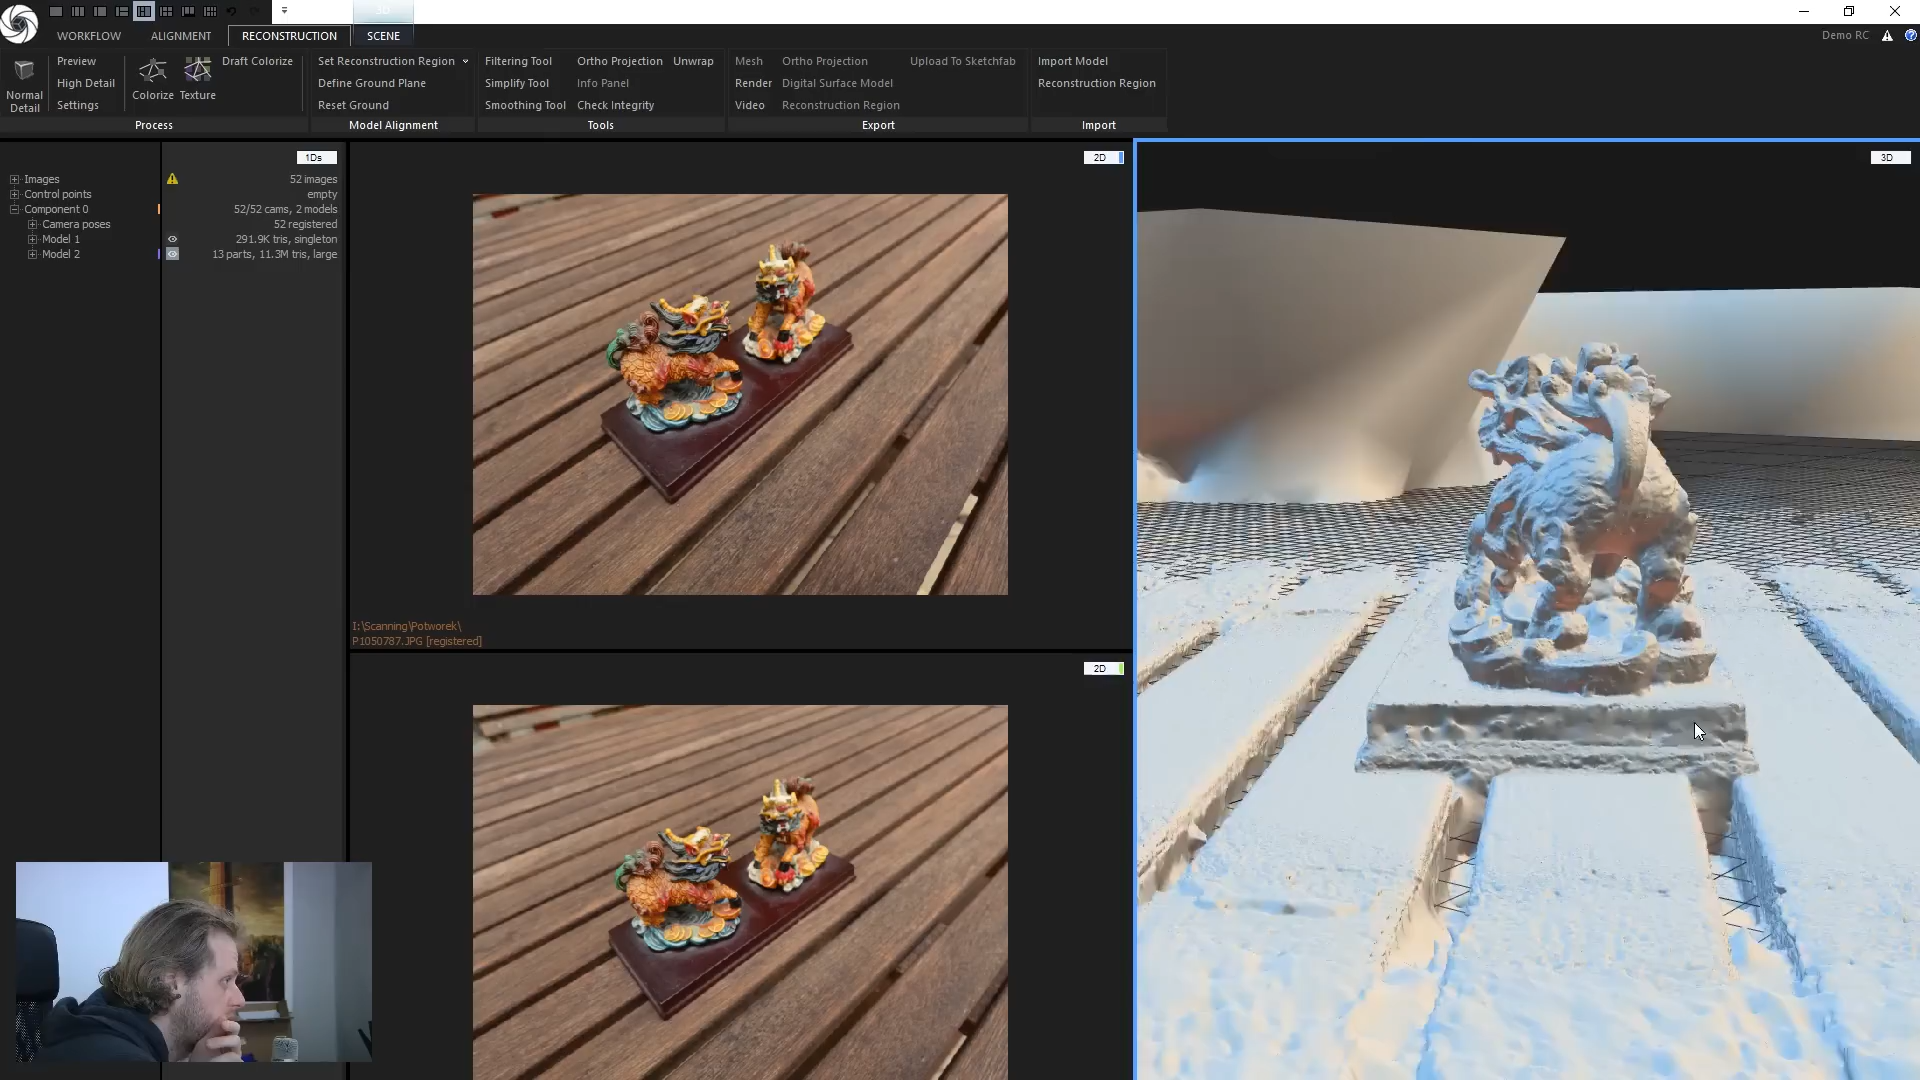 WORKFLOW ALIGNMENT RECONSTRUCTION SCENE Demo RC
Normal Detail
Preview
High Detail
Settings
Colorize Texture
Draft Colorize
Process
Set Reconstruction Region
Define Ground Plane
Reset Ground
Model Alignment
Filtering Tool Ortho Projection Unwrap
Simplify Tool Info Panel
Smoothing Tool Check Integrity
Tools
Mesh Ortho Projection Upload To Sketchfab
Render Digital Surface Model
Video Reconstruction Region
Export
Import Model
Reconstruction Region
Import
1Ds
Images 52 images
Control points empty
Component 0 52/52 cams, 2 models
Camera poses 52 registered
Model 1 291.9K tris, singleton
Model 2 13 parts, 11.3M tris, large
2D
I:\Scanning\Potworek\
P1050787.JPG [registered]
2D
3D